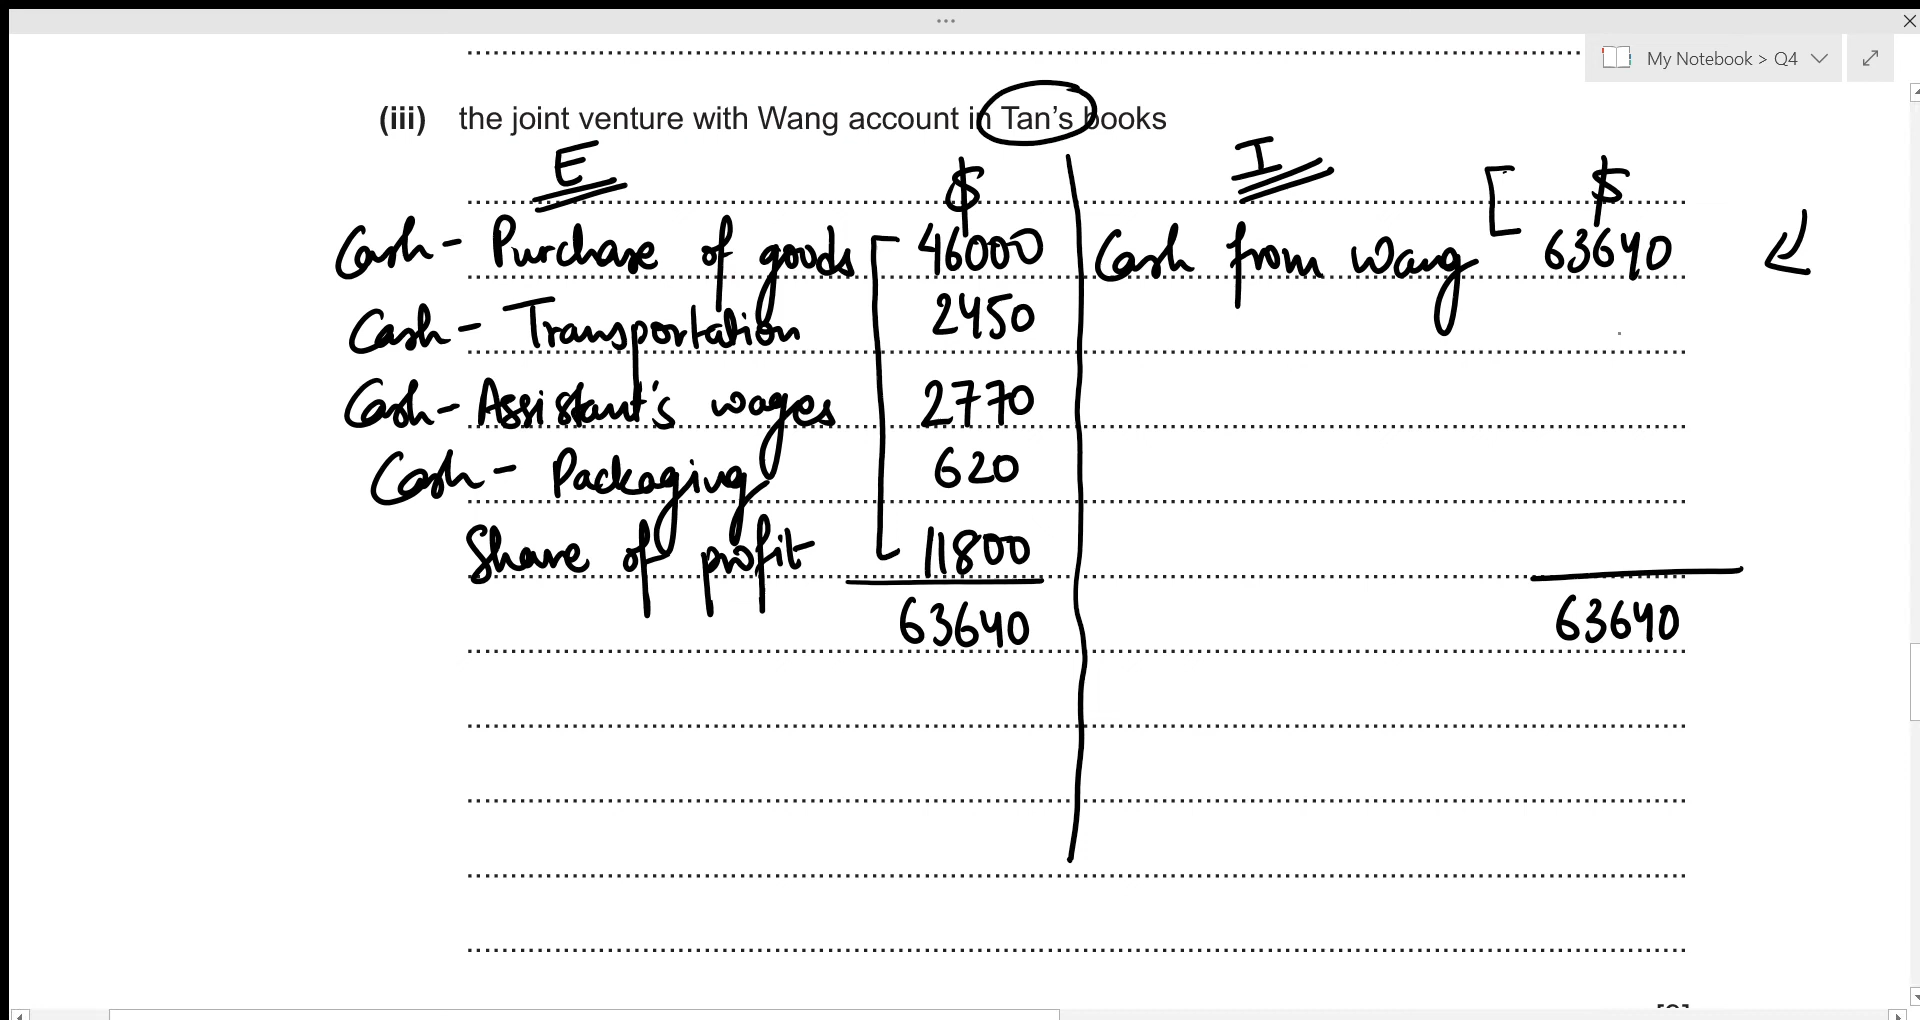 My Notebook > Q4
(iii) the joint venture with Wang account in Tan's books
E I
$ $
Cash - Purchase of goods 46000 Cash from Wang 63640
Cash - Transportation 2450
Cash - Assistant's wages 2770
Cash - Packaging 620
Share of profit 11800
63640 63640